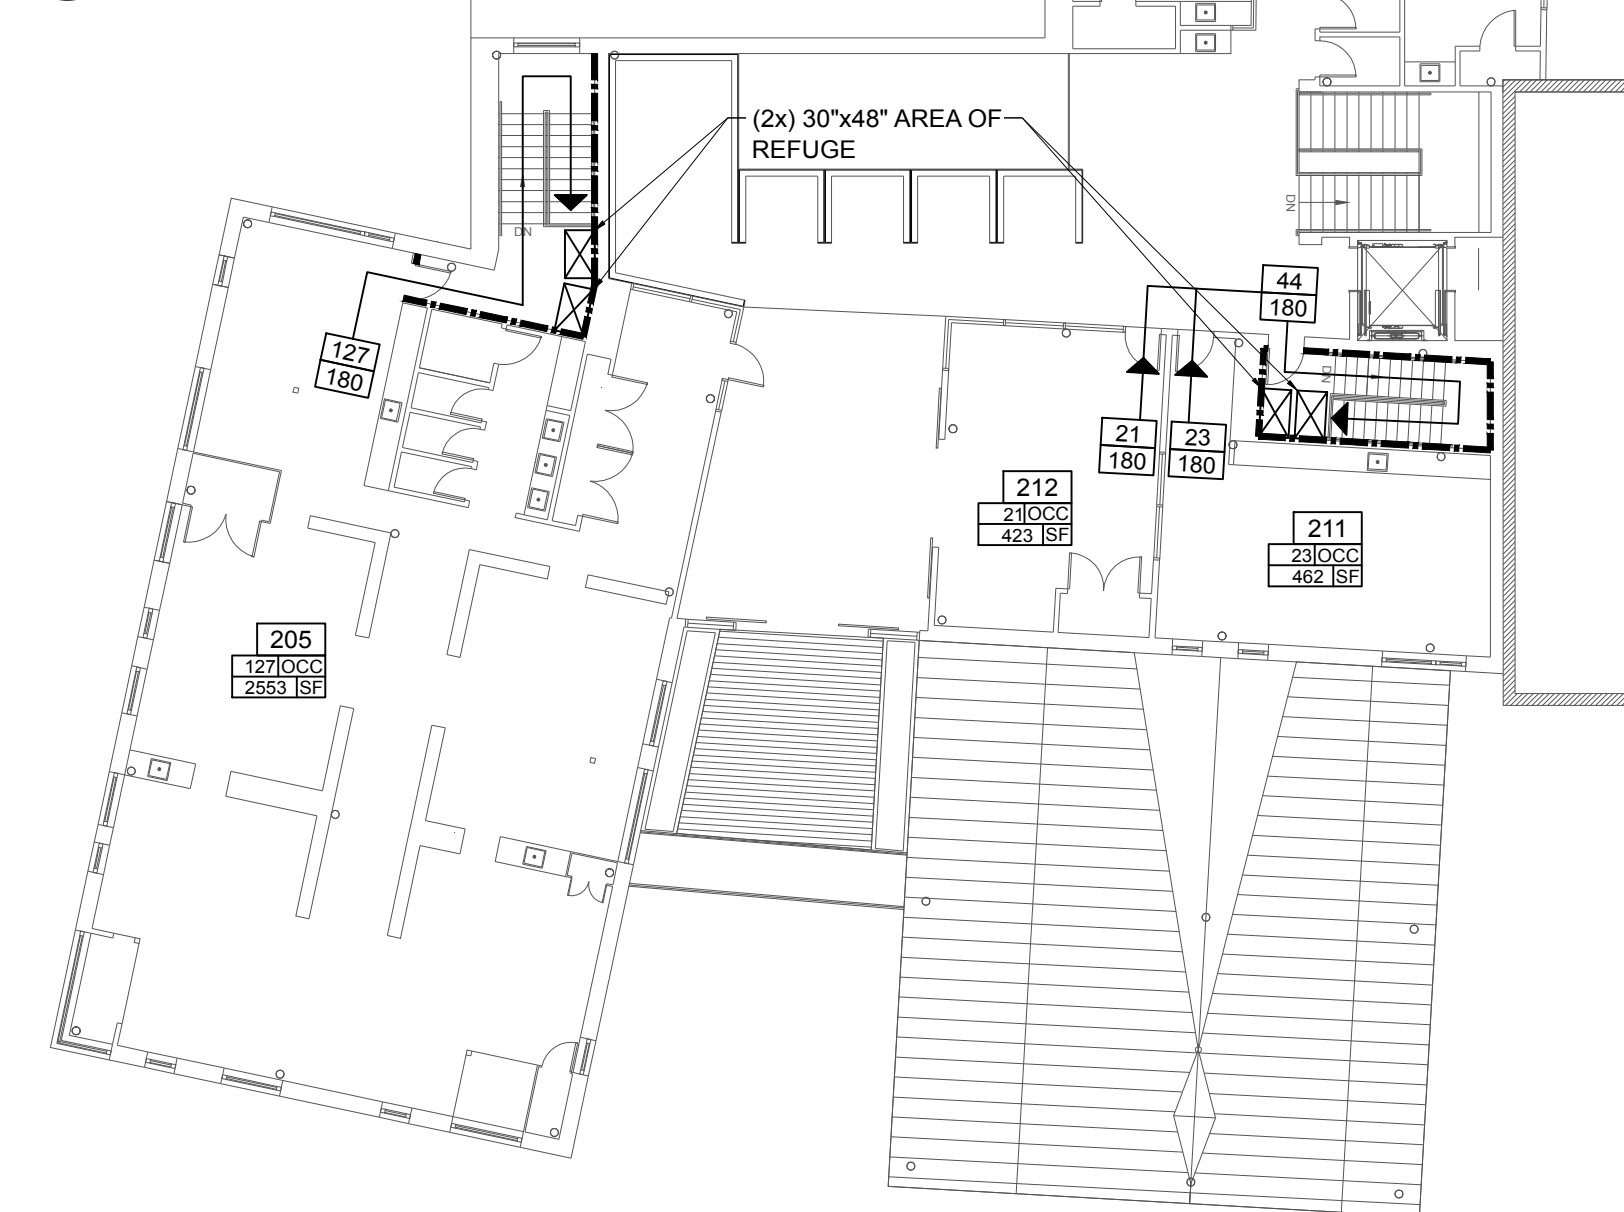 (2x) 30"x48" AREA OF
REFUGE
DN
DN
DN
44
180
127
180
21
180
23
180
212
21 OCC
423 SF
211
23 OCC
462 SF
205
127 OCC
2553 SF